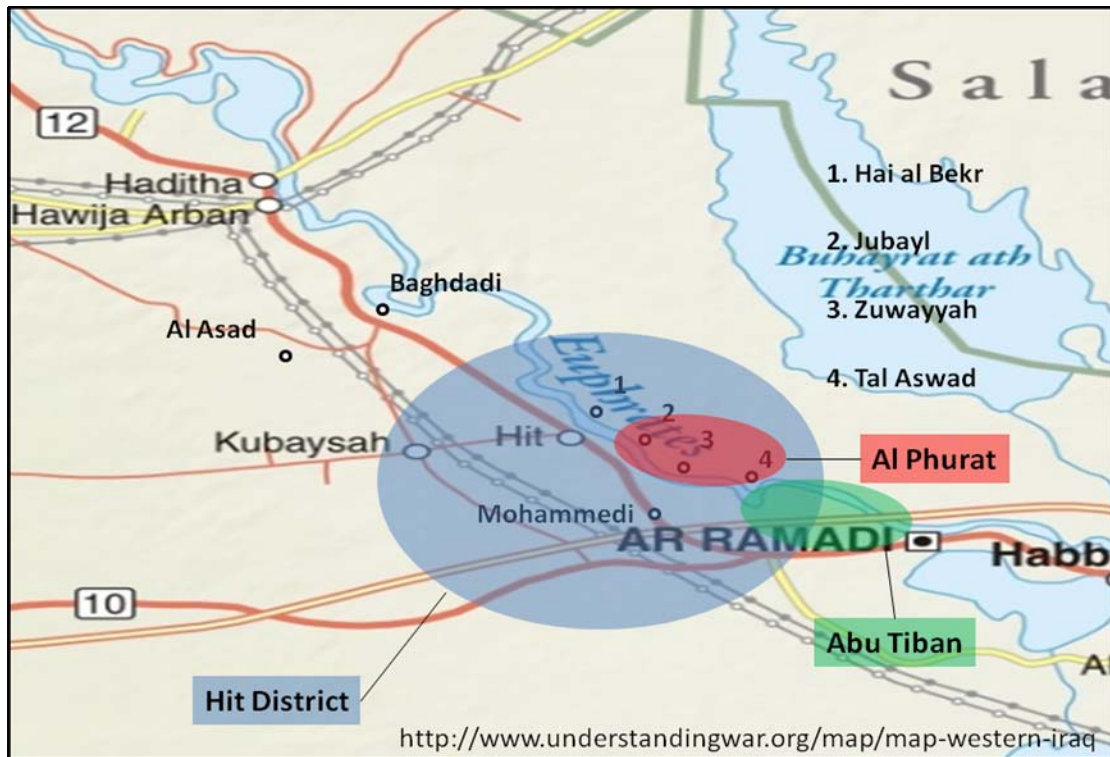 Sala
12
Haditha
Hawija Arban
1. Hai al Bekr
2. Jubayl
Buhayrat ath
Tharthar
3. Zuwayyah
4. Tal Aswad
Baghdadi
Al Asad
Euphrates
1
2
3
4
Kubaysah
Hit
Al Phurat
Mohammedi
AR RAMADI
Habb
10
Abu Tiban
Hit District
http://www.understandingwar.org/map/map-western-iraq